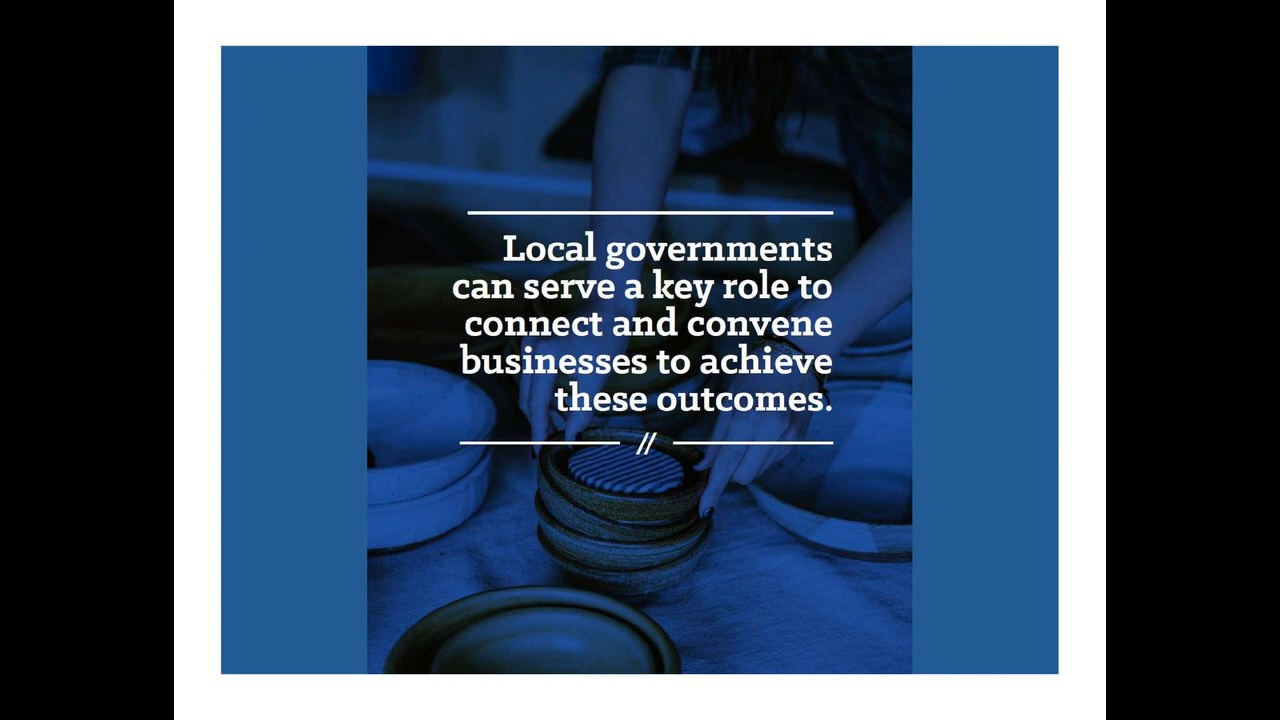 Local governments
can serve a key role to
connect and convene
businesses to achieve
these outcomes.
//